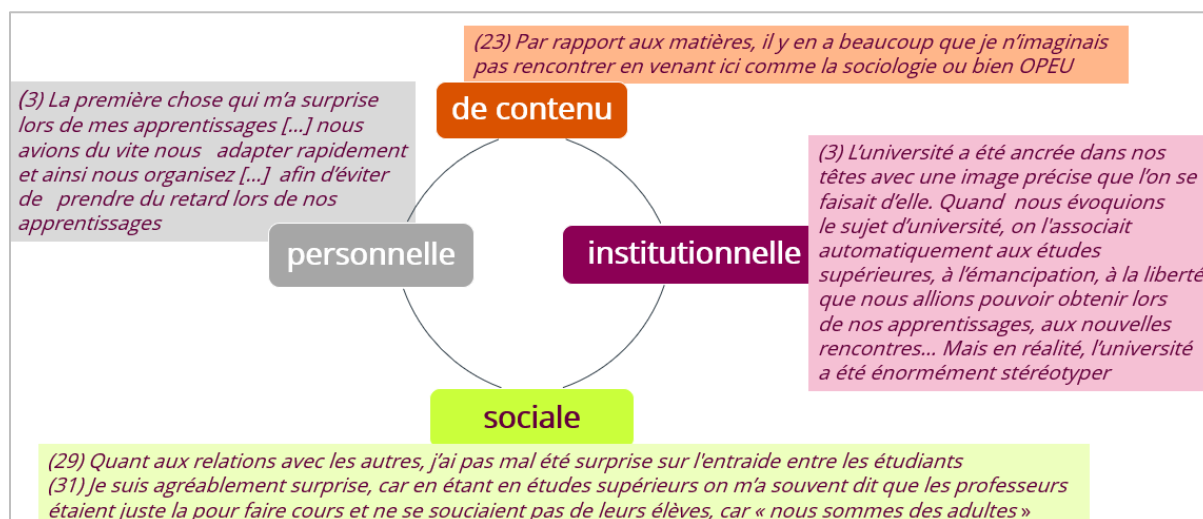 (23) Par rapport aux matières, il y en a beaucoup que je n’imaginais
pas rencontrer en venant ici comme la sociologie ou bien OPEU
de contenu
(3) La première chose qui m’a surprise
lors de mes apprentissages [...] nous
avions du vite nous adapter rapidement
et ainsi nous organisez [...] afin d’éviter
de prendre du retard lors de nos
apprentissages
personnelle
institutionnelle
(3) L’université a été ancrée dans nos
têtes avec une image précise que l’on se
faisait d’elle. Quand nous évoquions
le sujet d’université, on l'associait
automatiquement aux études
supérieures, à l’émancipation, à la liberté
que nous allions pouvoir obtenir lors
de nos apprentissages, aux nouvelles
rencontres... Mais en réalité, l’université
a été énormément stéréotyper
sociale
(29) Quant aux relations avec les autres, j’ai pas mal été surprise sur l'entraide entre les étudiants
(31) Je suis agréablement surprise, car en étant en études supérieurs on m’a souvent dit que les professeurs
étaient juste la pour faire cours et ne se souciaient pas de leurs élèves, car « nous sommes des adultes »